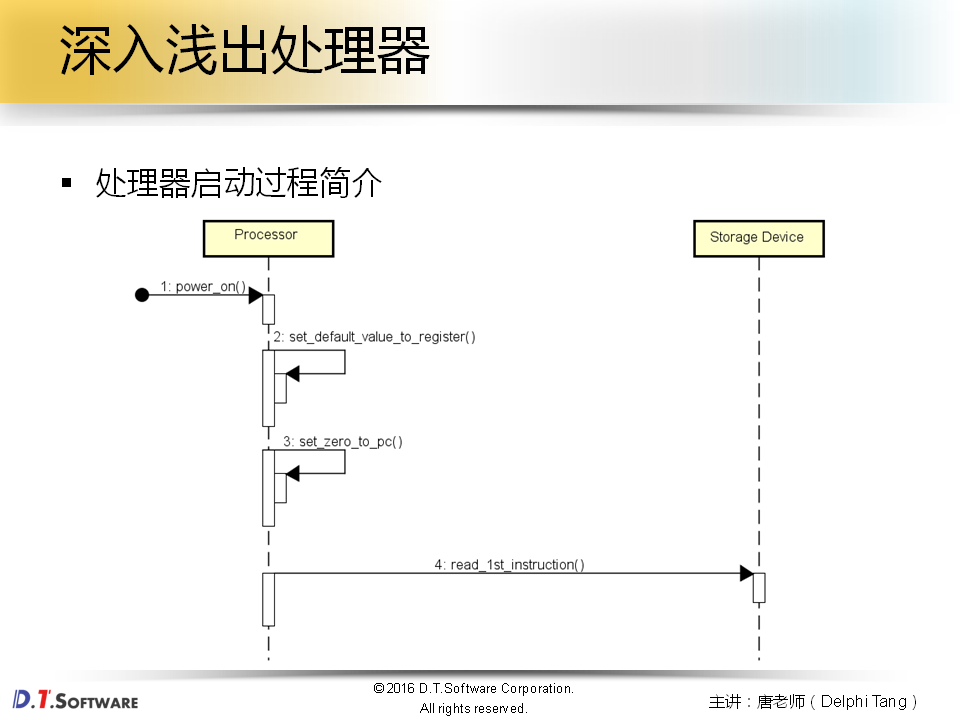 深入浅出处理器
▪ 处理器启动过程简介
Processor
Storage Device
1: power_on()
2: set_default_value_to_register()
3: set_zero_to_pc()
4: read_1st_instruction()
D.T.SOFTWARE
©2016 D.T.Software Corporation.
All rights reserved.
主讲：唐老师（Delphi Tang）